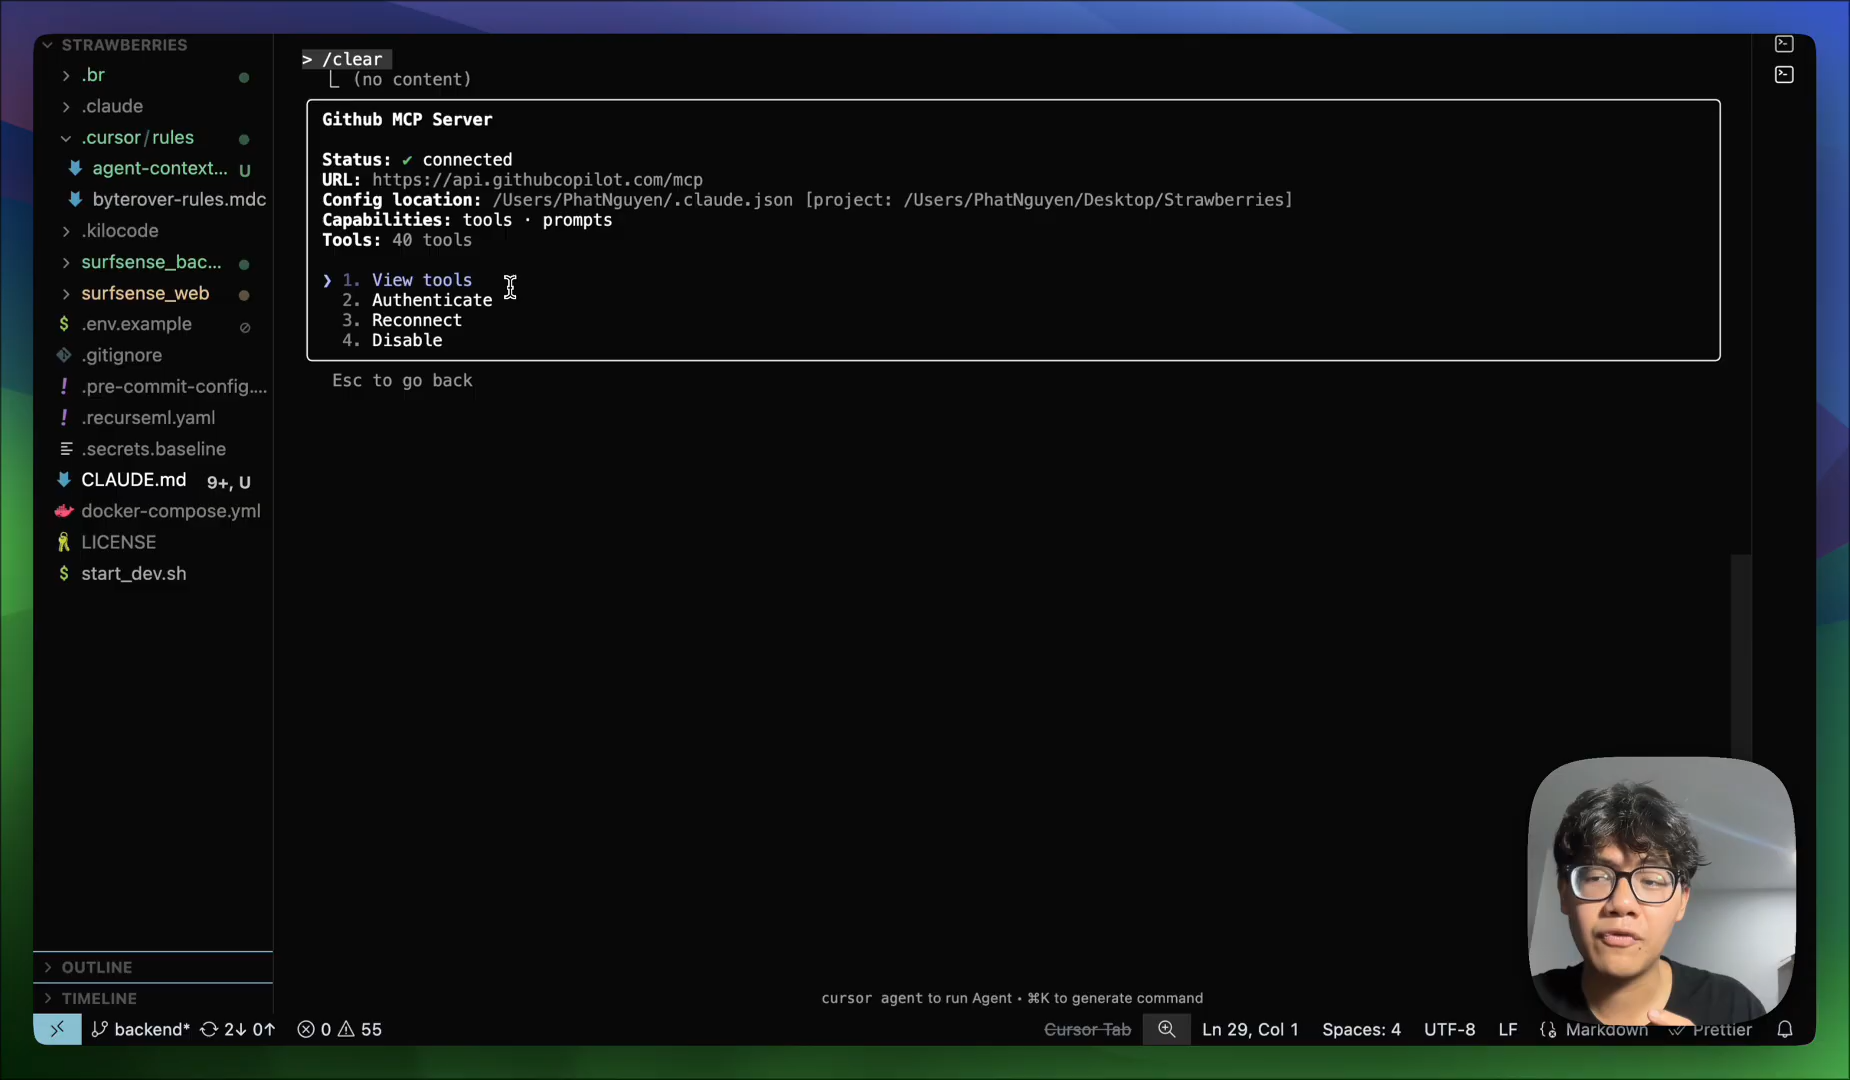 STRAWBERRIES
.br
.claude
.cursor/rules
agent-context... U
byterover-rules.mdc
.kilocode
surfsense_bac...
surfsense_web
$ .env.example
.gitignore
! .pre-commit-config....
! .recurseml.yaml
.secrets.baseline
CLAUDE.md 9+, U
docker-compose.yml
LICENSE
$ start_dev.sh
OUTLINE
TIMELINE
> /clear
(no content)
Github MCP Server
Status: ✔ connected
URL: https://api.githubcopilot.com/mcp
Config location: /Users/PhatNguyen/.claude.json [project: /Users/PhatNguyen/Desktop/Strawberries]
Capabilities: tools · prompts
Tools: 40 tools
❯ 1. View tools
2. Authenticate
3. Reconnect
4. Disable
Esc to go back
cursor agent to run Agent • ⌘K to generate command
backend* 2↓ 0↑ 0 55 Cursor Tab Ln 29, Col 1 Spaces: 4 UTF-8 LF {} Markdown Prettier